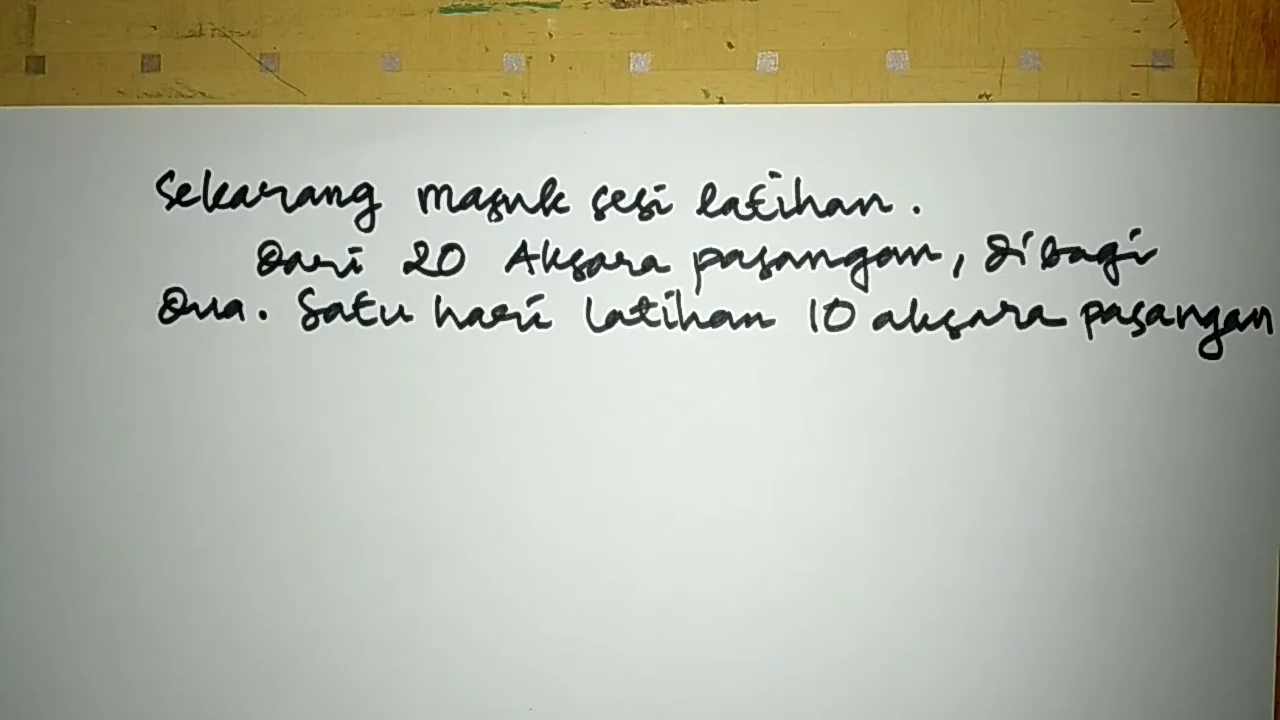 Sekarang masuk sesi latihan.
Dari 20 Aksara pasangan, dibagi
Dua. Satu hari latihan 10 aksara pasangan